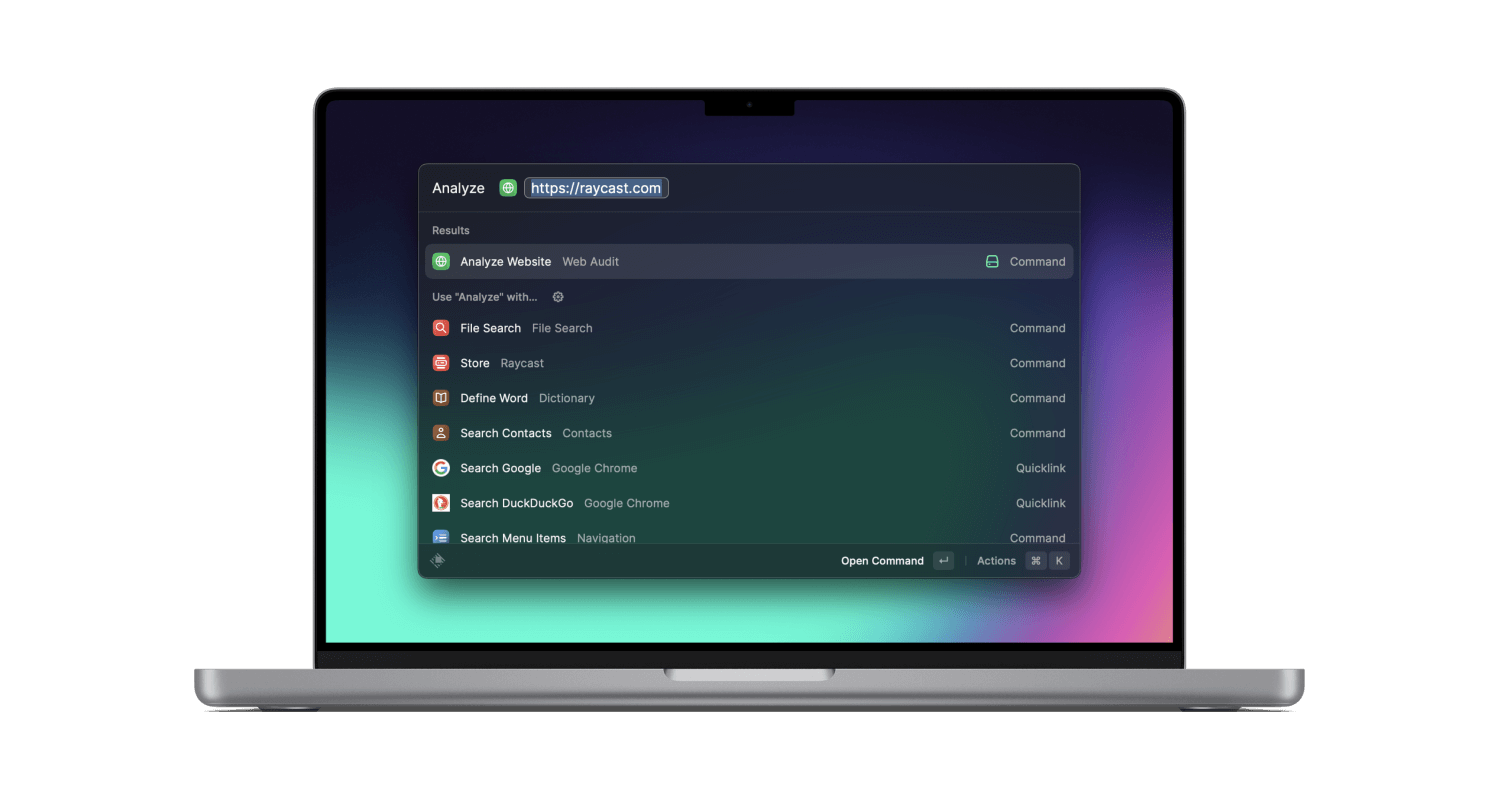 Analyze https://raycast.com
Results
Analyze Website Web Audit Command
Use "Analyze" with...
File Search File Search Command
Store Raycast Command
Define Word Dictionary Command
Search Contacts Contacts Command
Search Google Google Chrome Quicklink
Search DuckDuckGo Google Chrome Quicklink
Search Menu Items Navigation Command
Open Command ↵ Actions ⌘ K